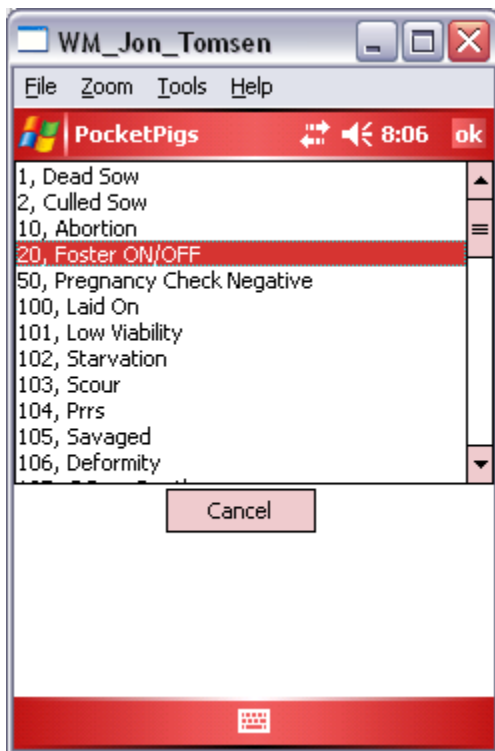 WM_Jon_Tomsen
File Zoom Tools Help
PocketPigs 8:06 ok
1, Dead Sow
2, Culled Sow
10, Abortion
20, Foster ON/OFF
50, Pregnancy Check Negative
100, Laid On
101, Low Viability
102, Starvation
103, Scour
104, Prrs
105, Savaged
106, Deformity
Cancel